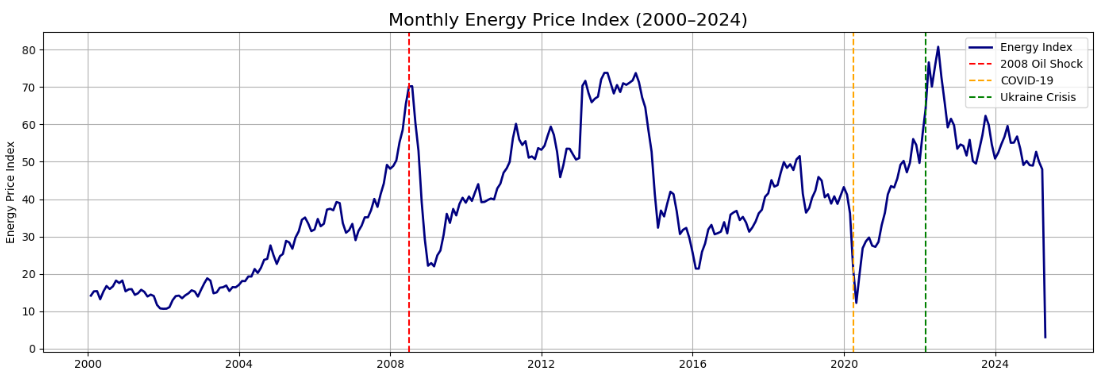 Monthly Energy Price Index (2000–2024)
Energy Price Index
80
70
60
50
40
30
20
10
0
2000
2004
2008
2012
2016
2020
2024
Energy Index
2008 Oil Shock
COVID-19
Ukraine Crisis